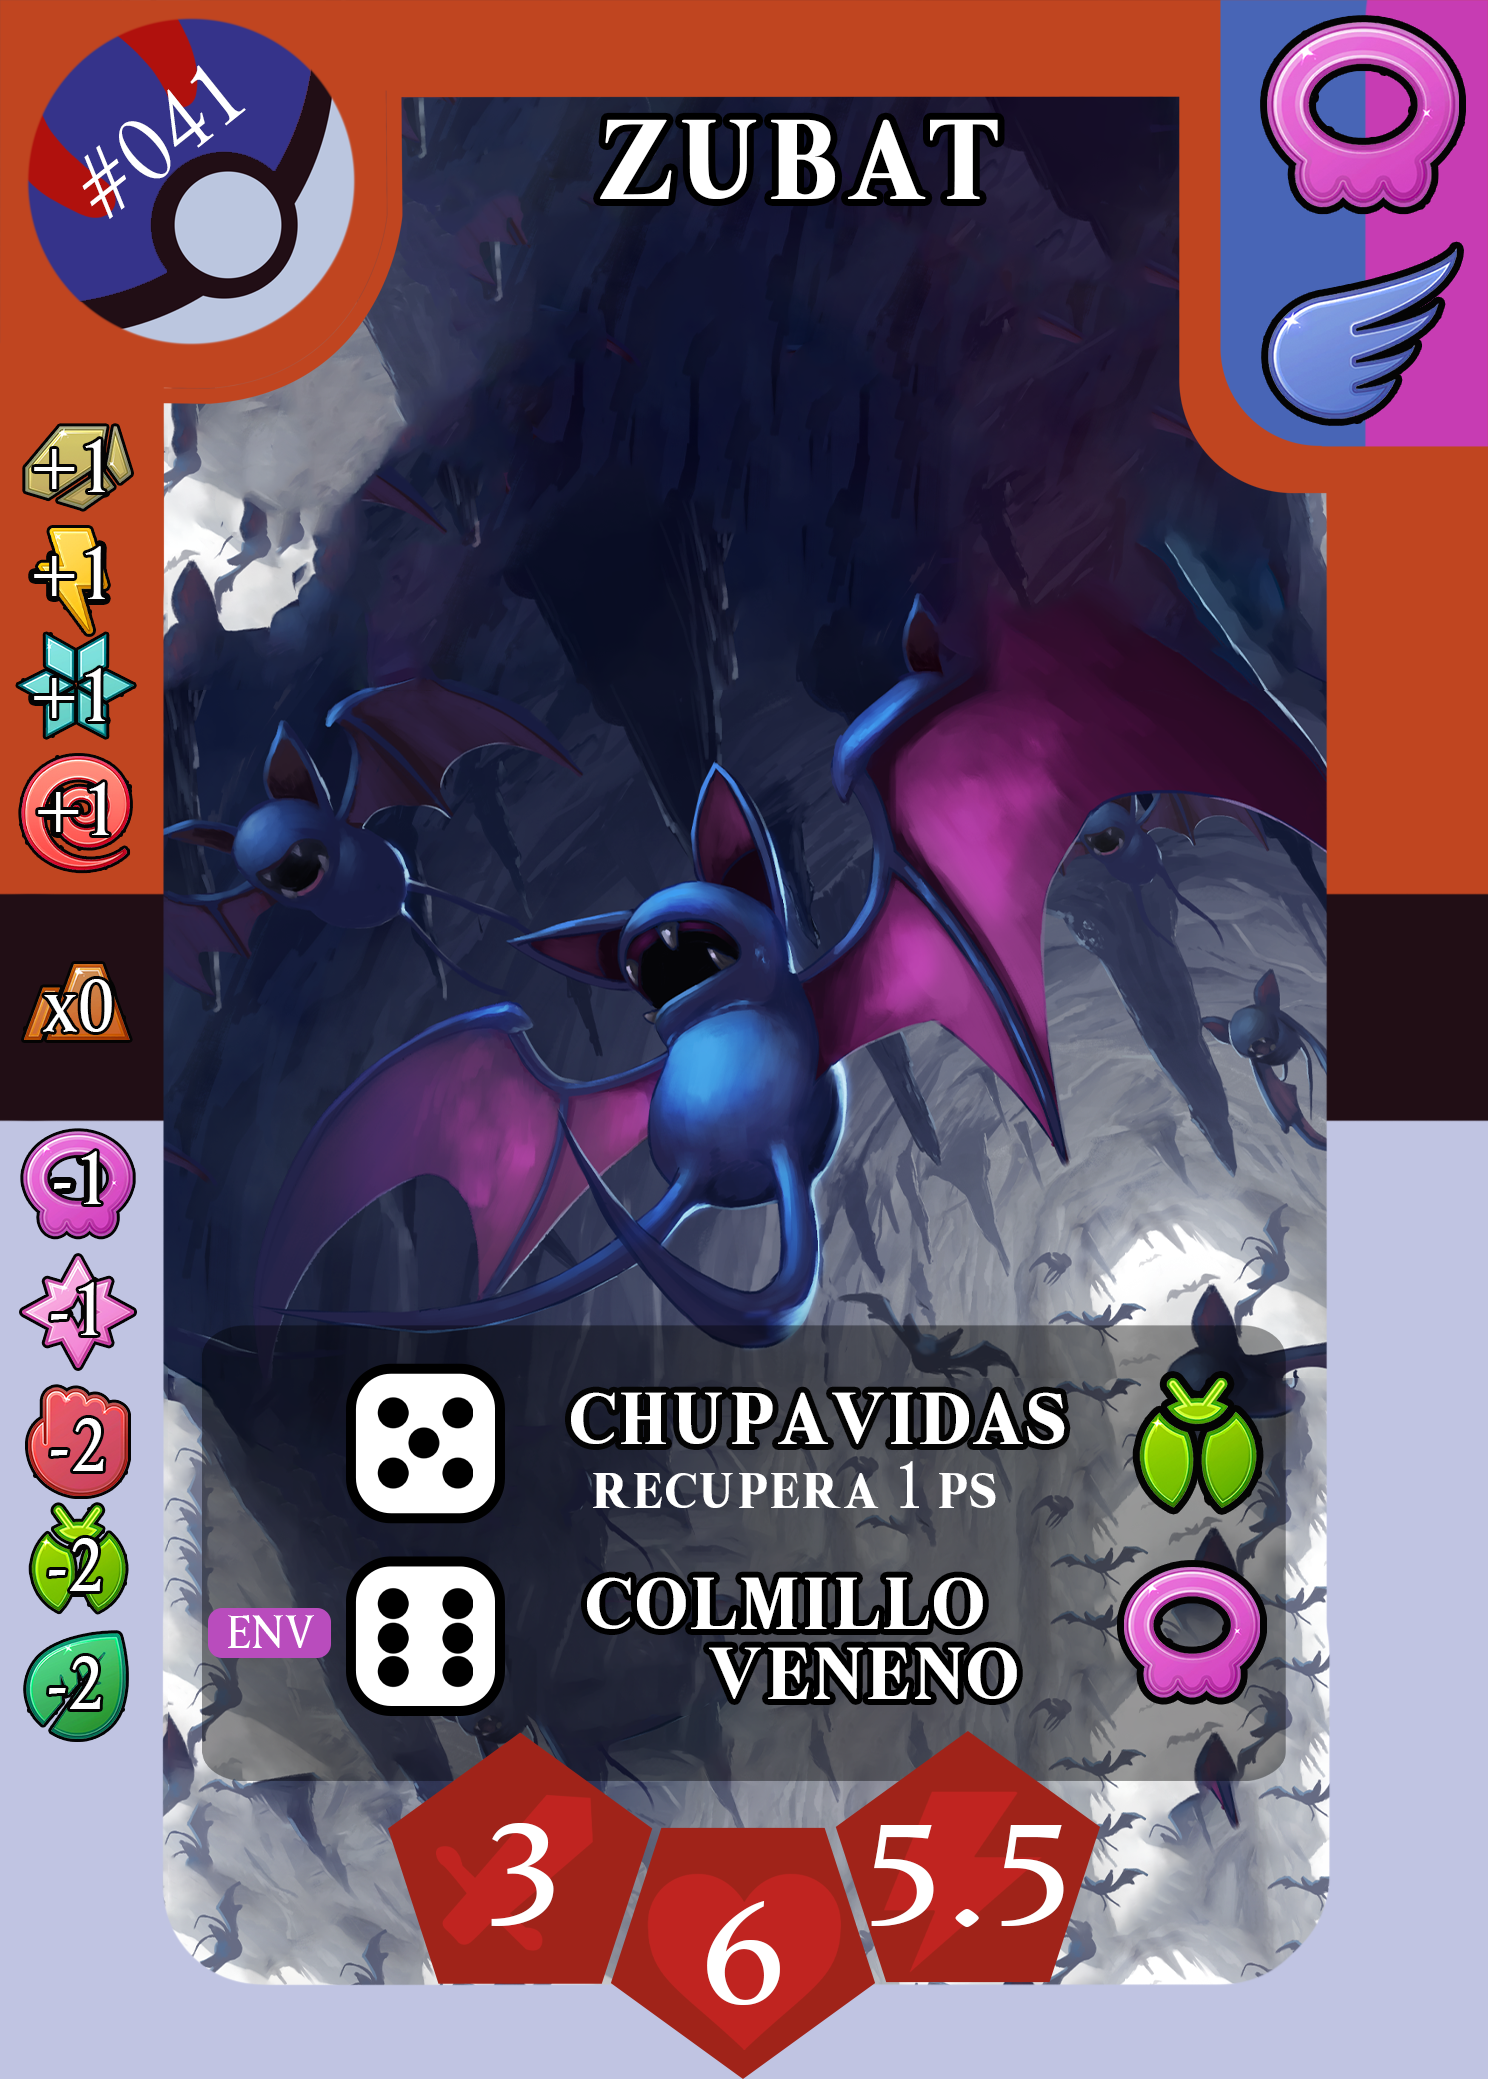 #041
ZUBAT
+1
+1
+1
+1
x0
-1
-1
-2
-2
-2
CHUPAVIDAS
RECUPERA 1 PS
ENV
COLMILLO
VENENO
3
6
5.5